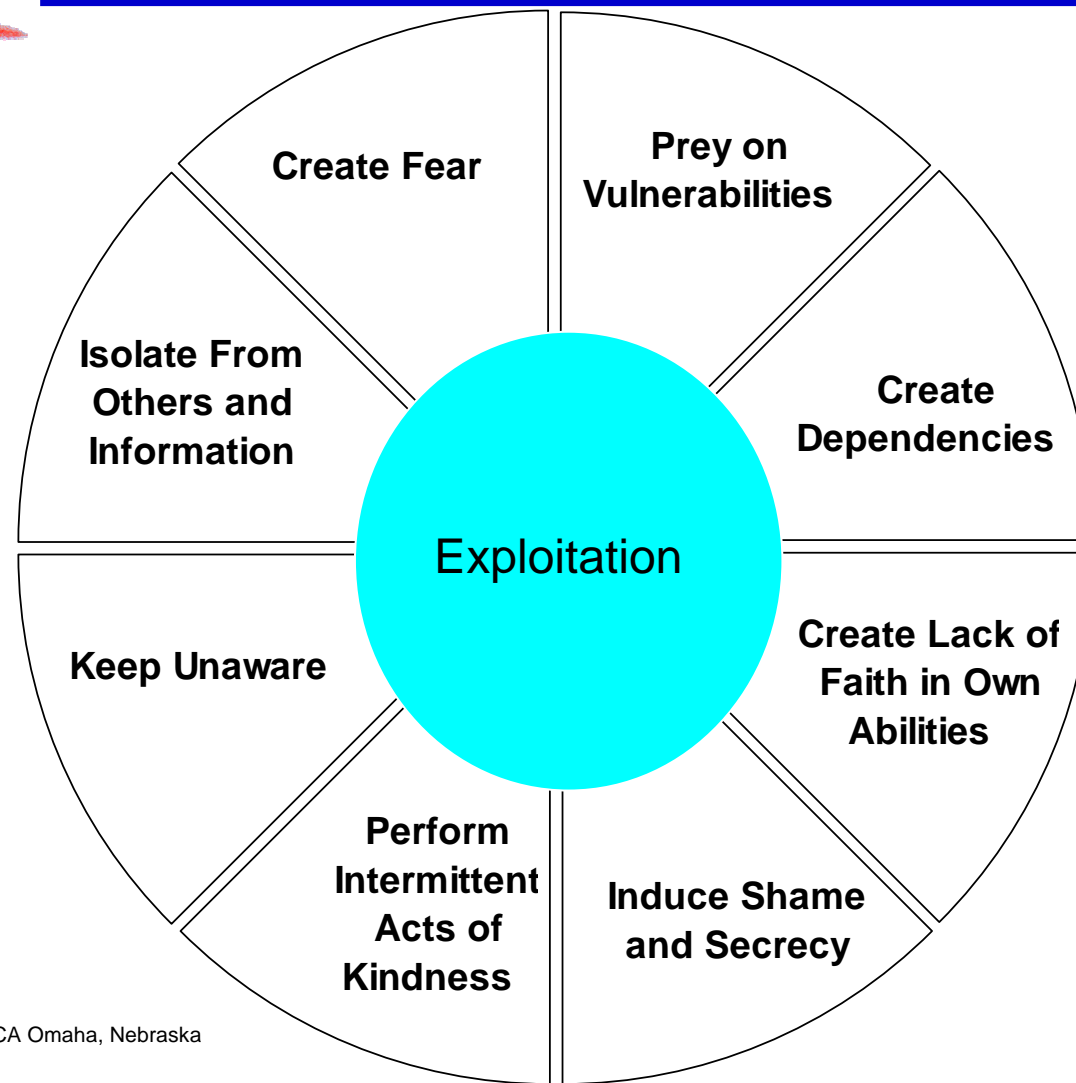 Create Fear
Prey on
Vulnerabilities
Isolate From
Others and
Information
Create
Dependencies
Exploitation
Keep Unaware
Create Lack of
Faith in Own
Abilities
Perform
Intermittent
Acts of
Kindness
Induce Shame
and Secrecy
CA Omaha, Nebraska